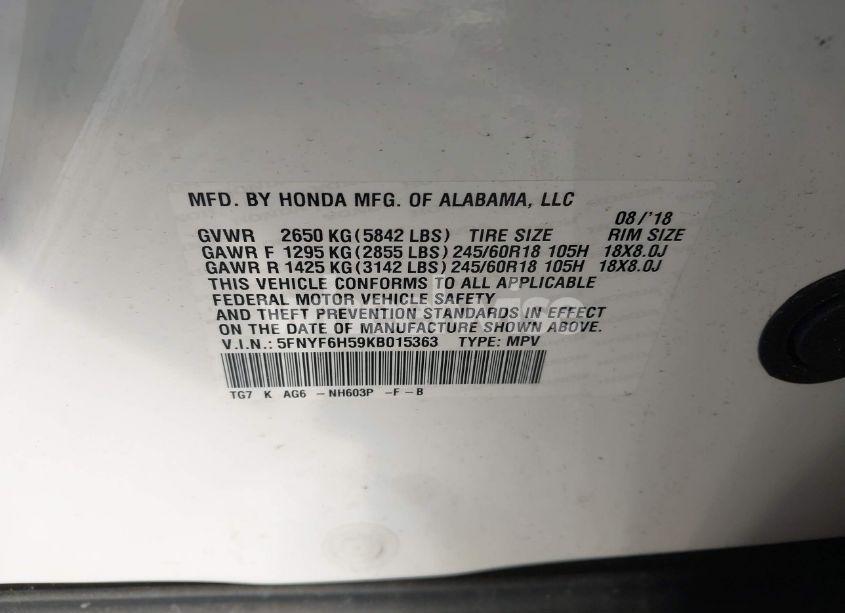 MFD. BY HONDA MFG. OF ALABAMA, LLC
08/'18
GVWR 2650 KG(5842 LBS) TIRE SIZE RIM SIZE
GAWR F 1295 KG(2855 LBS) 245/60R18 105H 18X8.0J
GAWR R 1425 KG(3142 LBS) 245/60R18 105H 18X8.0J
THIS VEHICLE CONFORMS TO ALL APPLICABLE
FEDERAL MOTOR VEHICLE SAFETY
AND THEFT PREVENTION STANDARDS IN EFFECT
ON THE DATE OF MANUFACTURE SHOWN ABOVE.
V.I.N.: 5FNYF6H59KB015363 TYPE: MPV
TG7 K AG6 -NH603P -F-B